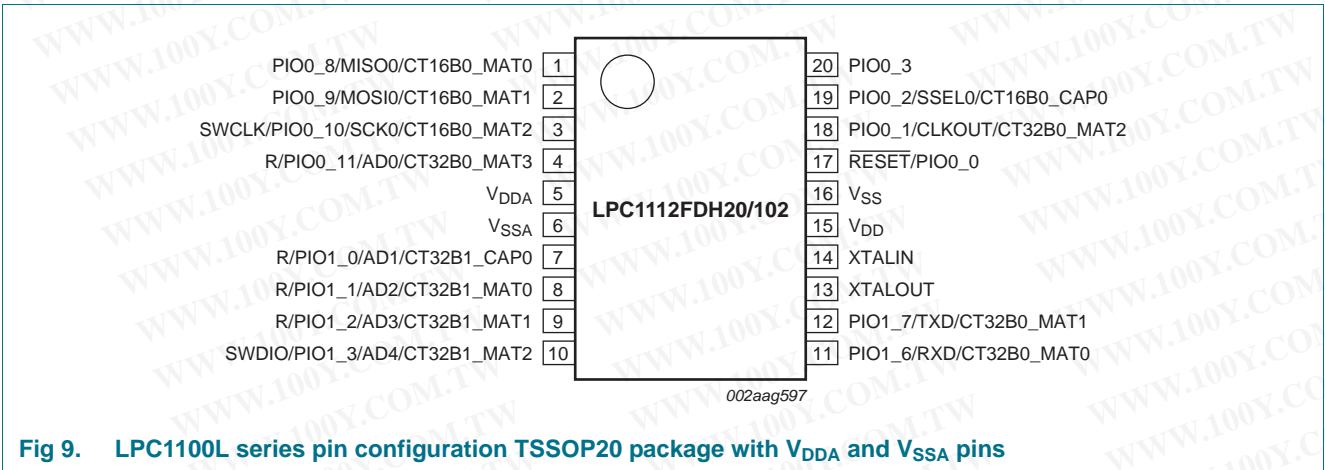 PIO0_8/MISO0/CT16B0_MAT0 1
PIO0_9/MOSI0/CT16B0_MAT1 2
SWCLK/PIO0_10/SCK0/CT16B0_MAT2 3
R/PIO0_11/AD0/CT32B0_MAT3 4
VDDA 5
VSSA 6
R/PIO1_0/AD1/CT32B1_CAP0 7
R/PIO1_1/AD2/CT32B1_MAT0 8
R/PIO1_2/AD3/CT32B1_MAT1 9
SWDIO/PIO1_3/AD4/CT32B1_MAT2 10
LPC1112FDH20/102
20 PIO0_3
19 PIO0_2/SSEL0/CT16B0_CAP0
18 PIO0_1/CLKOUT/CT32B0_MAT2
17 RESET/PIO0_0
16 VSS
15 VDD
14 XTALIN
13 XTALOUT
12 PIO1_7/TXD/CT32B0_MAT1
11 PIO1_6/RXD/CT32B0_MAT0
002aag597
Fig 9. LPC1100L series pin configuration TSSOP20 package with VDDA and VSSA pins
WWW.100Y.COM.TW